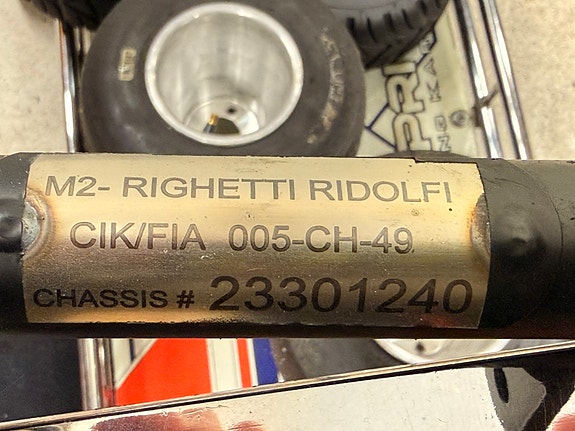 M2- RIGHETTI RIDOLFI
CIK/FIA 005-CH-49
CHASSIS # 23301240